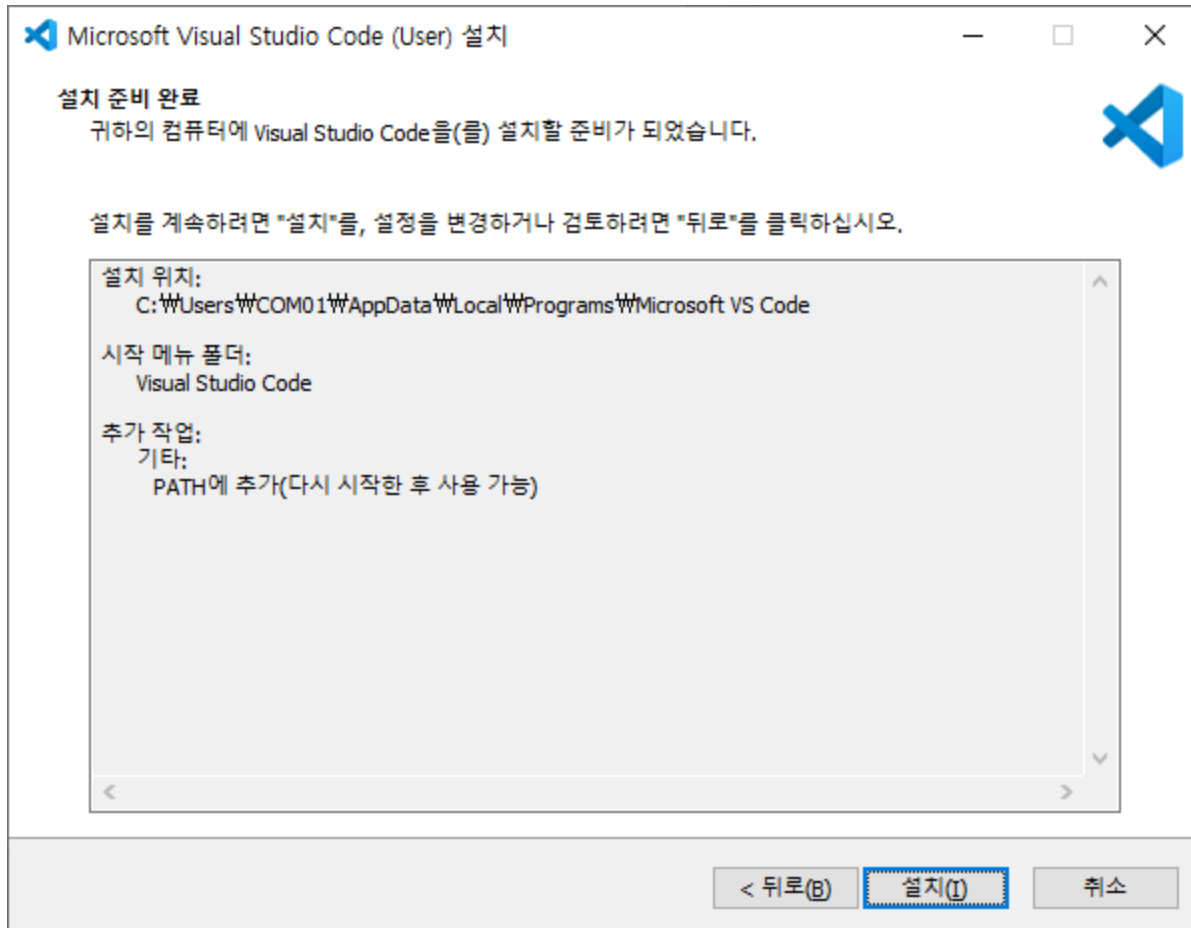 Microsoft Visual Studio Code (User) 설치
설치 준비 완료
귀하의 컴퓨터에 Visual Studio Code을(를) 설치할 준비가 되었습니다.
설치를 계속하려면 "설치"를, 설정을 변경하거나 검토하려면 "뒤로"를 클릭하십시오.
설치 위치:
C:₩Users₩COM01₩AppData₩Local₩Programs₩Microsoft VS Code
시작 메뉴 폴더:
Visual Studio Code
추가 작업:
기타:
PATH에 추가(다시 시작한 후 사용 가능)
< 뒤로(B) 설치(I) 취소